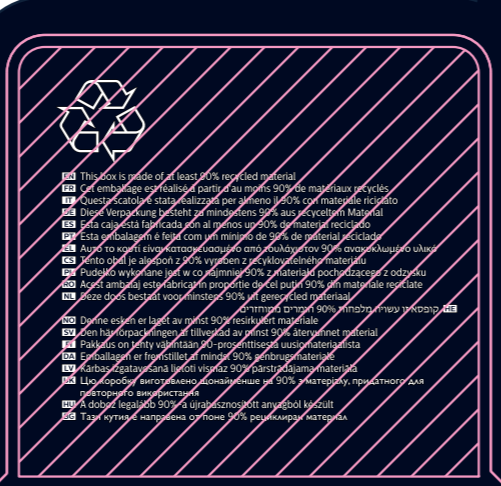 EN This box is made of at least 90% recycled material
FR Cet emballage est réalisé à partir d'au moins 90% de matériaux recyclés
IT Questa scatola è stata realizzata per almeno il 90% con materiale riciclato
DE Diese Verpackung besteht zu mindestens 90% aus recyceltem Material
ES Esta caja está fabricada con al menos un 90% de material reciclado
PT Esta embalagem é feita com um mínimo de 90% de material reciclado
EL Αυτό το κουτί είναι κατασκευασμένο από τουλάχιστον 90% ανακυκλωμένο υλικό
CS Tento obal je alespoň z 90% vyroben z recyklovatelného materiálu
PL Pudełko wykonane jest w co najmniej 90% z materiału pochodzącego z odzysku
RO Acest ambalaj este fabricat în proporție de cel puțin 90% din materiale reciclate
NL Deze doos bestaat voor minstens 90% uit gerecycled materiaal
HE קופסא זו עשויה מלפחות 90% חומרים ממוחזרים
NO Denne esken er laget av minst 90% resirkulert materiale
SV Den här förpackningen är tillverkad av minst 90% återvunnet material
FI Pakkaus on tehty vähintään 90-prosenttisesta uusiomateriaalista
DA Emballagen er fremstillet af mindst 90% genbrugsmateriale
LV Kārbas izgatavošanā lietoti vismaz 90% pārstrādājama materiāla
UK Цю коробку виготовлено щонайменше на 90% з матеріалу, придатного для
повторного використання
HU A doboz legalább 90%-a újrahasznosított anyagból készült
BG Тази кутия е направена от поне 90% рециклиран материал